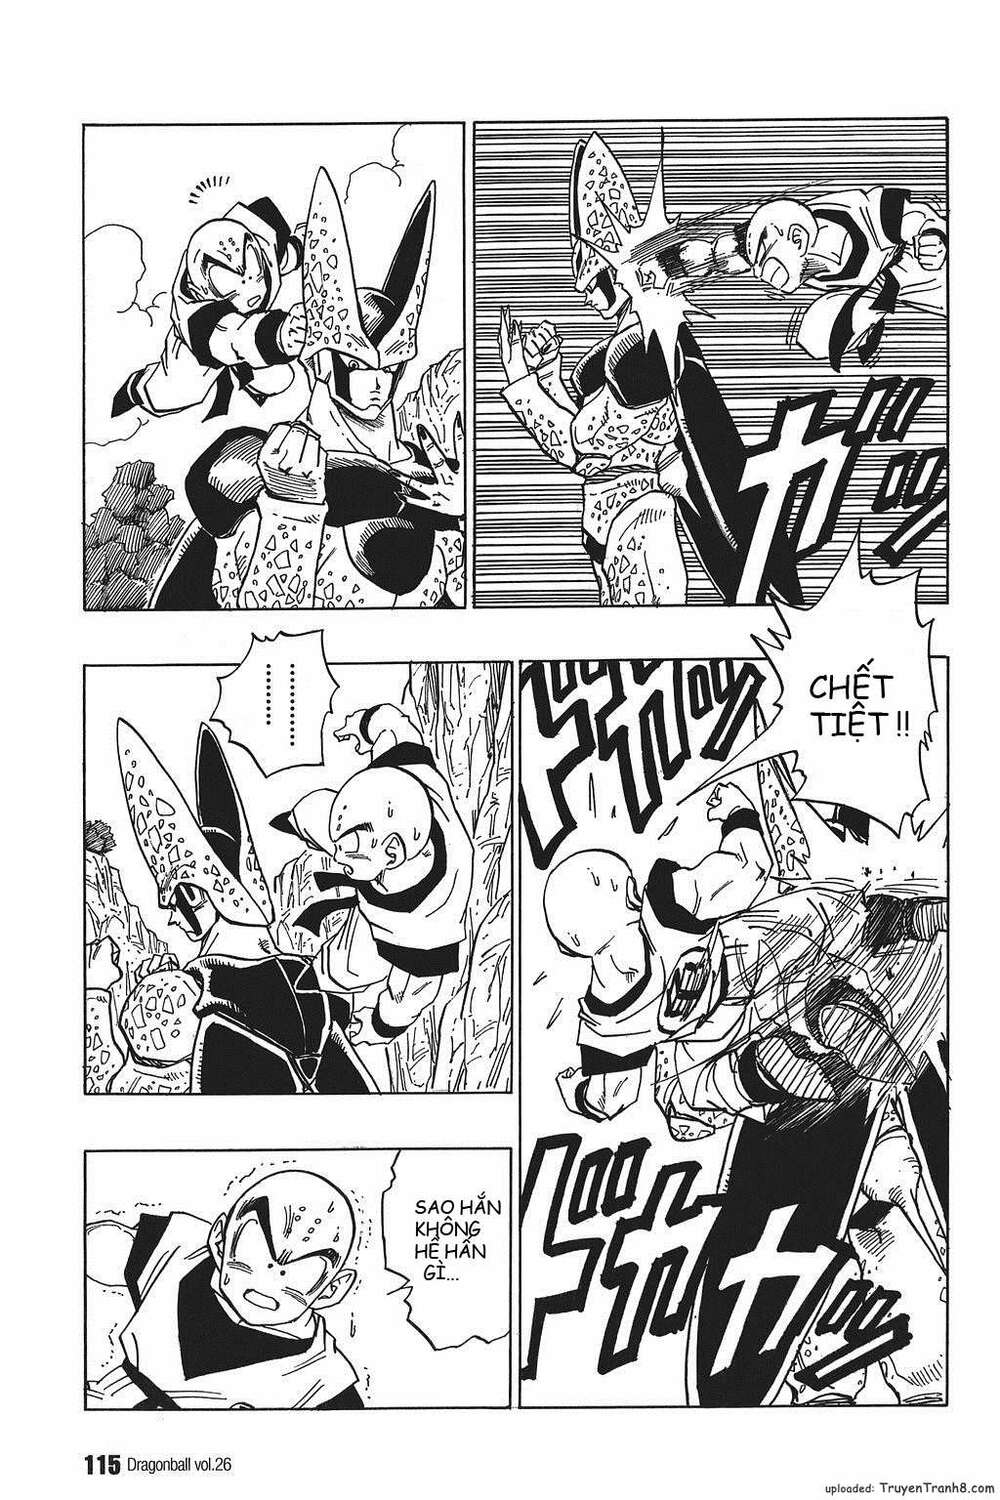 CHẾT
TIỆT !!
...........
...........
SAO HẮN
KHÔNG
HỀ HẤN
GÌ...
115 Dragonball vol.26
uploaded: TruyenTranh8.com